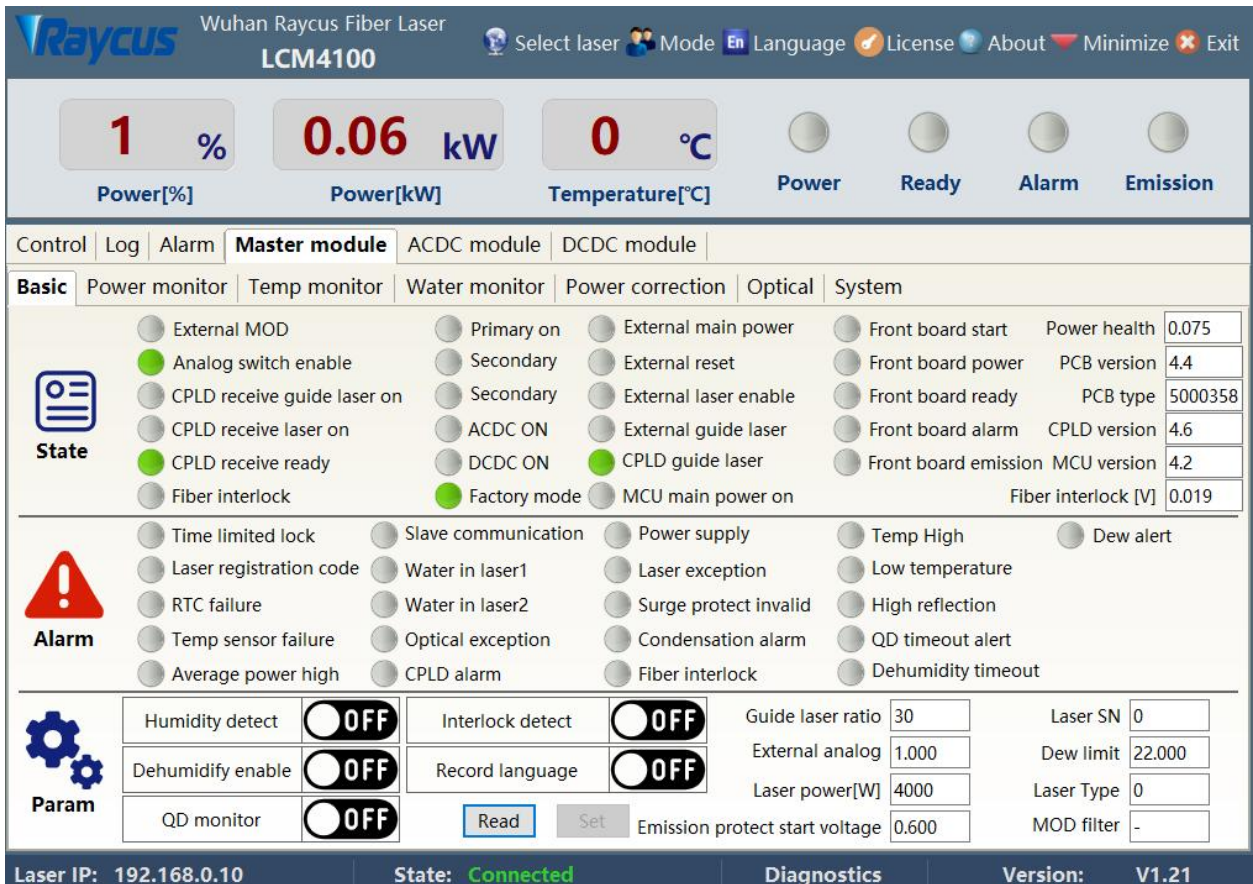 Raycus
Wuhan Raycus Fiber Laser
LCM4100
Select laser Mode En Language License About Minimize Exit
1 % 0.06 kW 0 ℃
Power[%] Power[kW] Temperature[℃] Power Ready Alarm Emission
Control Log Alarm Master module ACDC module DCDC module
Basic Power monitor Temp monitor Water monitor Power correction Optical System
External MOD Primary on External main power Front board start Power health 0.075
Analog switch enable Secondary External reset Front board power PCB version 4.4
CPLD receive guide laser on Secondary External laser enable Front board ready PCB type 5000358
CPLD receive laser on ACDC ON External guide laser Front board alarm CPLD version 4.6
State
CPLD receive ready DCDC ON CPLD guide laser Front board emission MCU version 4.2
Fiber interlock Factory mode MCU main power on Fiber interlock [V] 0.019
Time limited lock Slave communication Power supply Temp High Dew alert
Laser registration code Water in laser1 Laser exception Low temperature
RTC failure Water in laser2 Surge protect invalid High reflection
Alarm Temp sensor failure Optical exception Condensation alarm QD timeout alert
Average power high CPLD alarm Fiber interlock Dehumidity timeout
Humidity detect OFF Interlock detect OFF Guide laser ratio 30 Laser SN 0
Dehumidify enable OFF Record language OFF External analog 1.000 Dew limit 22.000
Param Laser power[W] 4000 Laser Type 0
QD monitor OFF Read Set Emission protect start voltage 0.600 MOD filter -
Laser IP: 192.168.0.10 State: Connected Diagnostics Version: V1.21